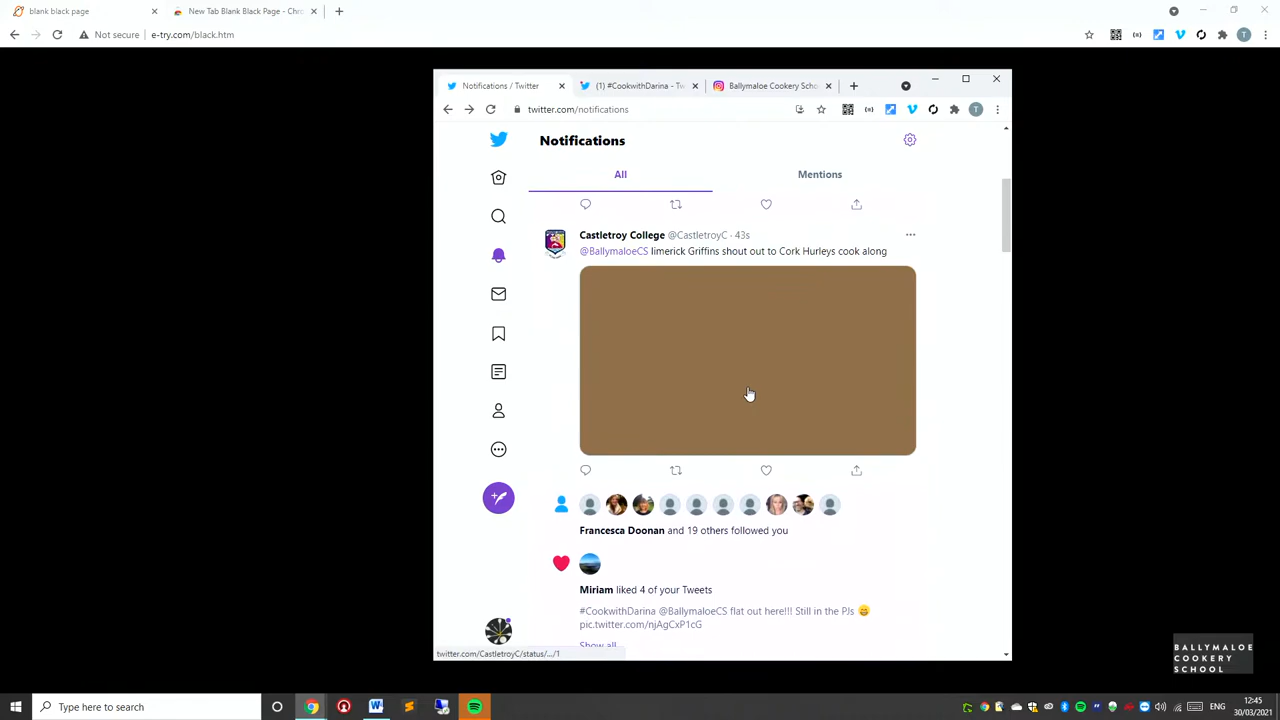 blank black page
New Tab Blank Black Page - Chro
Not secure
e-try.com/black.htm
Notifications / Twitter
(1) #CookwithDarina - Tw
Ballymaloe Cookery Scho
twitter.com/notifications
Notifications
All
Mentions
Castletroy College @CastletroyC · 43s
@BallymaloeCS limerick Griffins shout out to Cork Hurleys cook along
Francesca Doonan and 19 others followed you
Miriam liked 4 of your Tweets
#CookwithDarina @BallymaloeCS flat out here!!! Still in the PJs 😄
pic.twitter.com/njAgCxP1cG
Show all
twitter.com/CastletroyC/status/.../1
BALLYMALOE
COOKERY
SCHOOL
Type here to search
ENG
12:45
30/03/2021